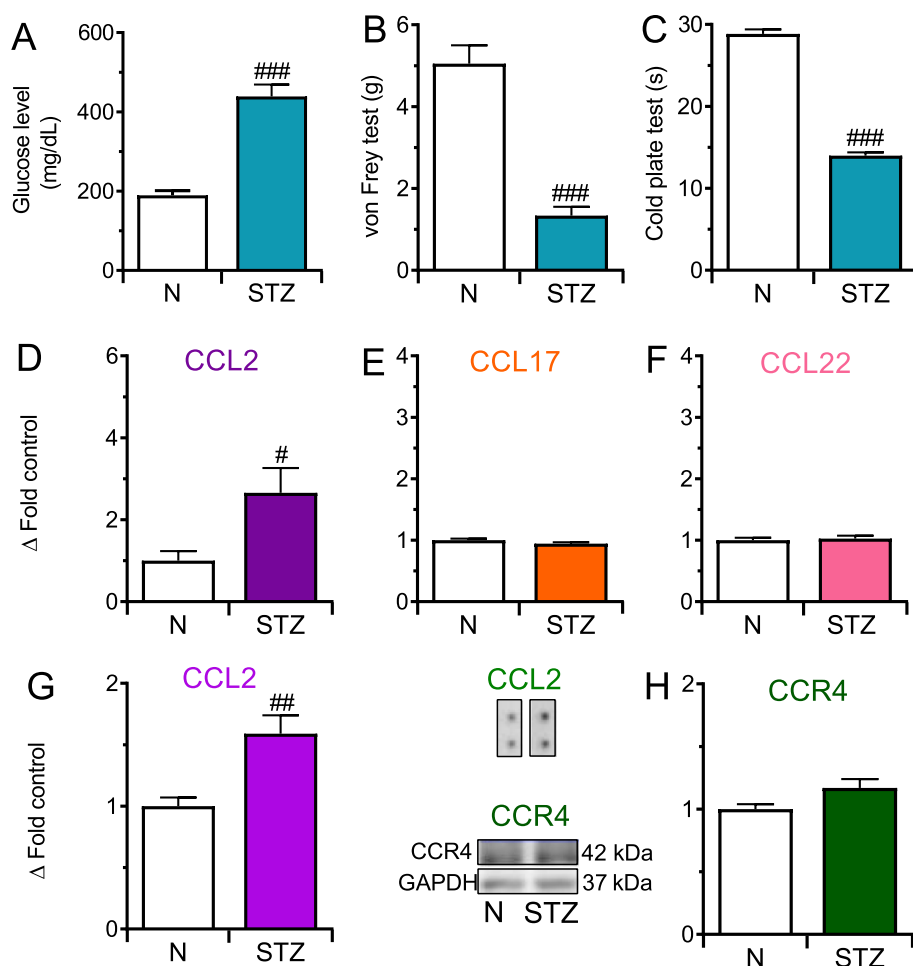 A
Glucose level
(mg/dL)
600
400
200
0
###
N STZ
B
von Frey test (g)
6
4
2
0
###
N STZ
C
Cold plate test (s)
30
20
10
0
###
N STZ
D
CCL2
Δ Fold control
6
4
2
0
#
N STZ
E
CCL17
4
3
2
1
0
N STZ
F
CCL22
4
3
2
1
0
N STZ
G
CCL2
Δ Fold control
2
1
0
##
N STZ
CCL2
CCR4
CCR4 42 kDa
GAPDH 37 kDa
N STZ
H
CCR4
2
1
0
N STZ